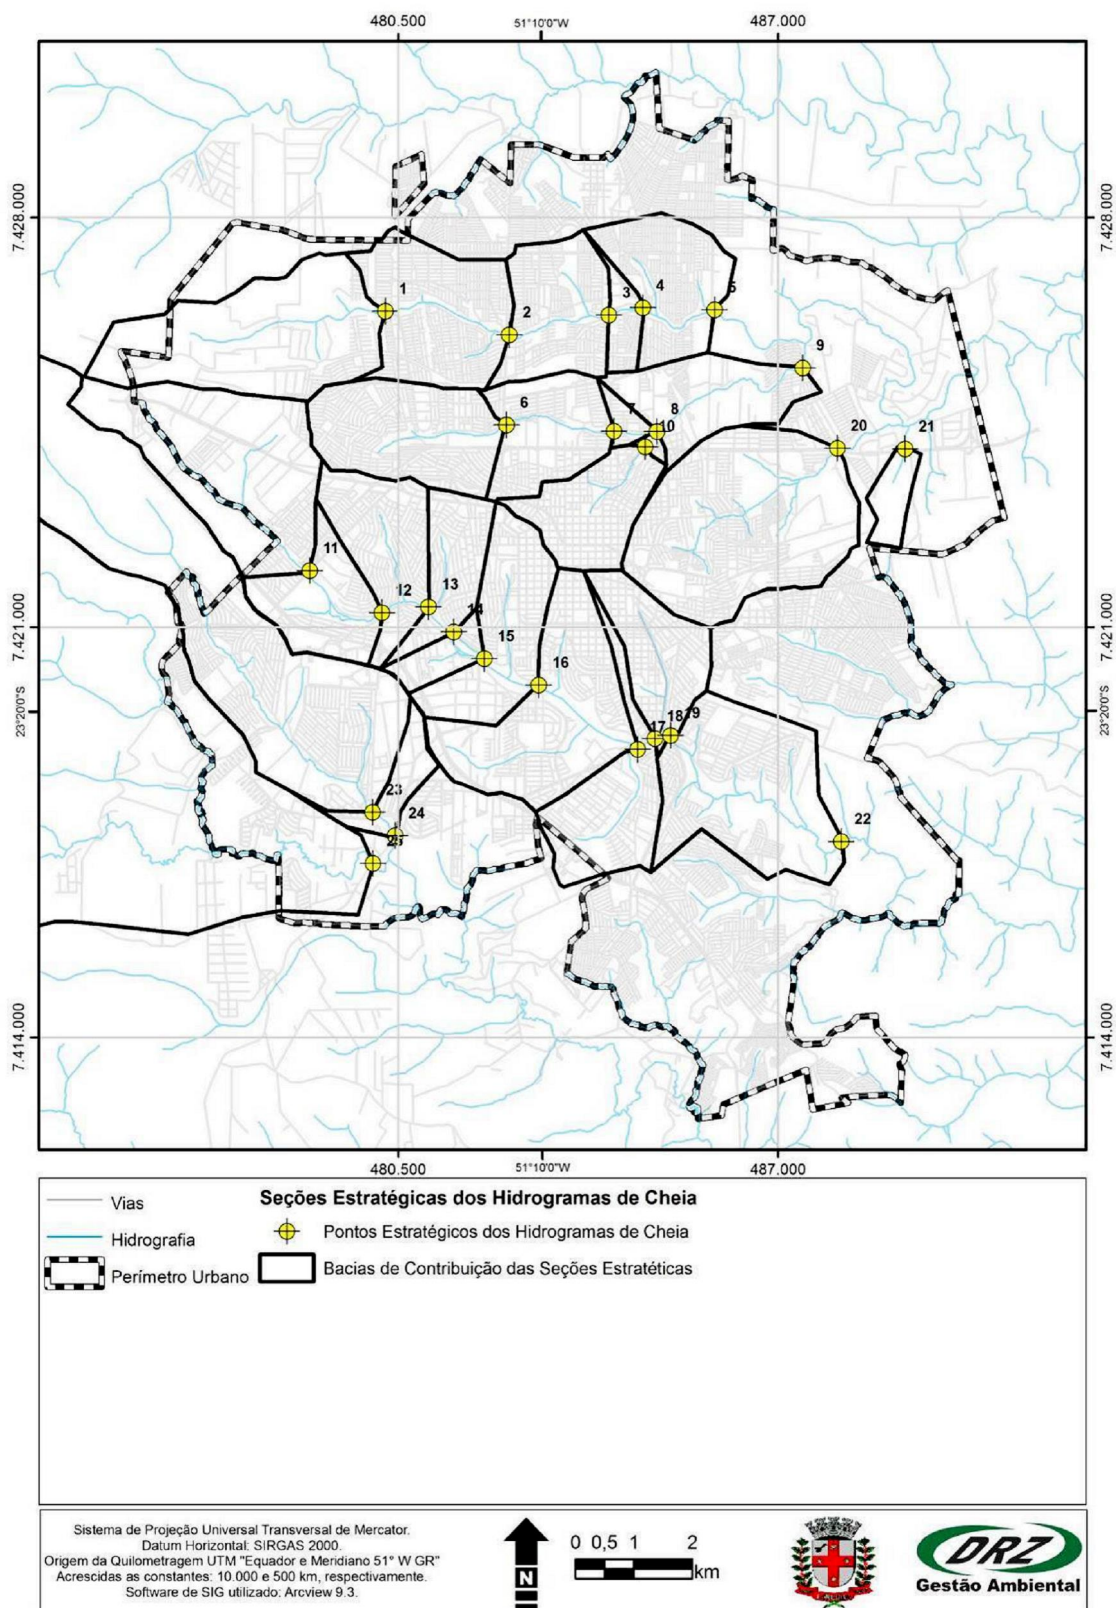 480.500
51°10'0"W
487.000
7.428.000
7.428.000
1
2
3
4
5
9
6
7
8
10
20
21
11
12
13
14
15
16
7.421.000
7.421.000
23°20'0"S
23°20'0"S
17
18
19
23
24
25
22
7.414.000
7.414.000
480.500
51°10'0"W
487.000
Vias
Hidrografia
Perímetro Urbano
Seções Estratégicas dos Hidrogramas de Cheia
Pontos Estratégicos dos Hidrogramas de Cheia
Bacias de Contribuição das Seções Estratéticas
Sistema de Projeção Universal Transversal de Mercator.
Datum Horizontal: SIRGAS 2000.
Origem da Quilometragem UTM "Equador e Meridiano 51° W GR"
Acrescidas as constantes: 10.000 e 500 km, respectivamente.
Software de SIG utilizado: Arcview 9.3.
N
0 0,5 1 2
km
DRZ
Gestão Ambiental